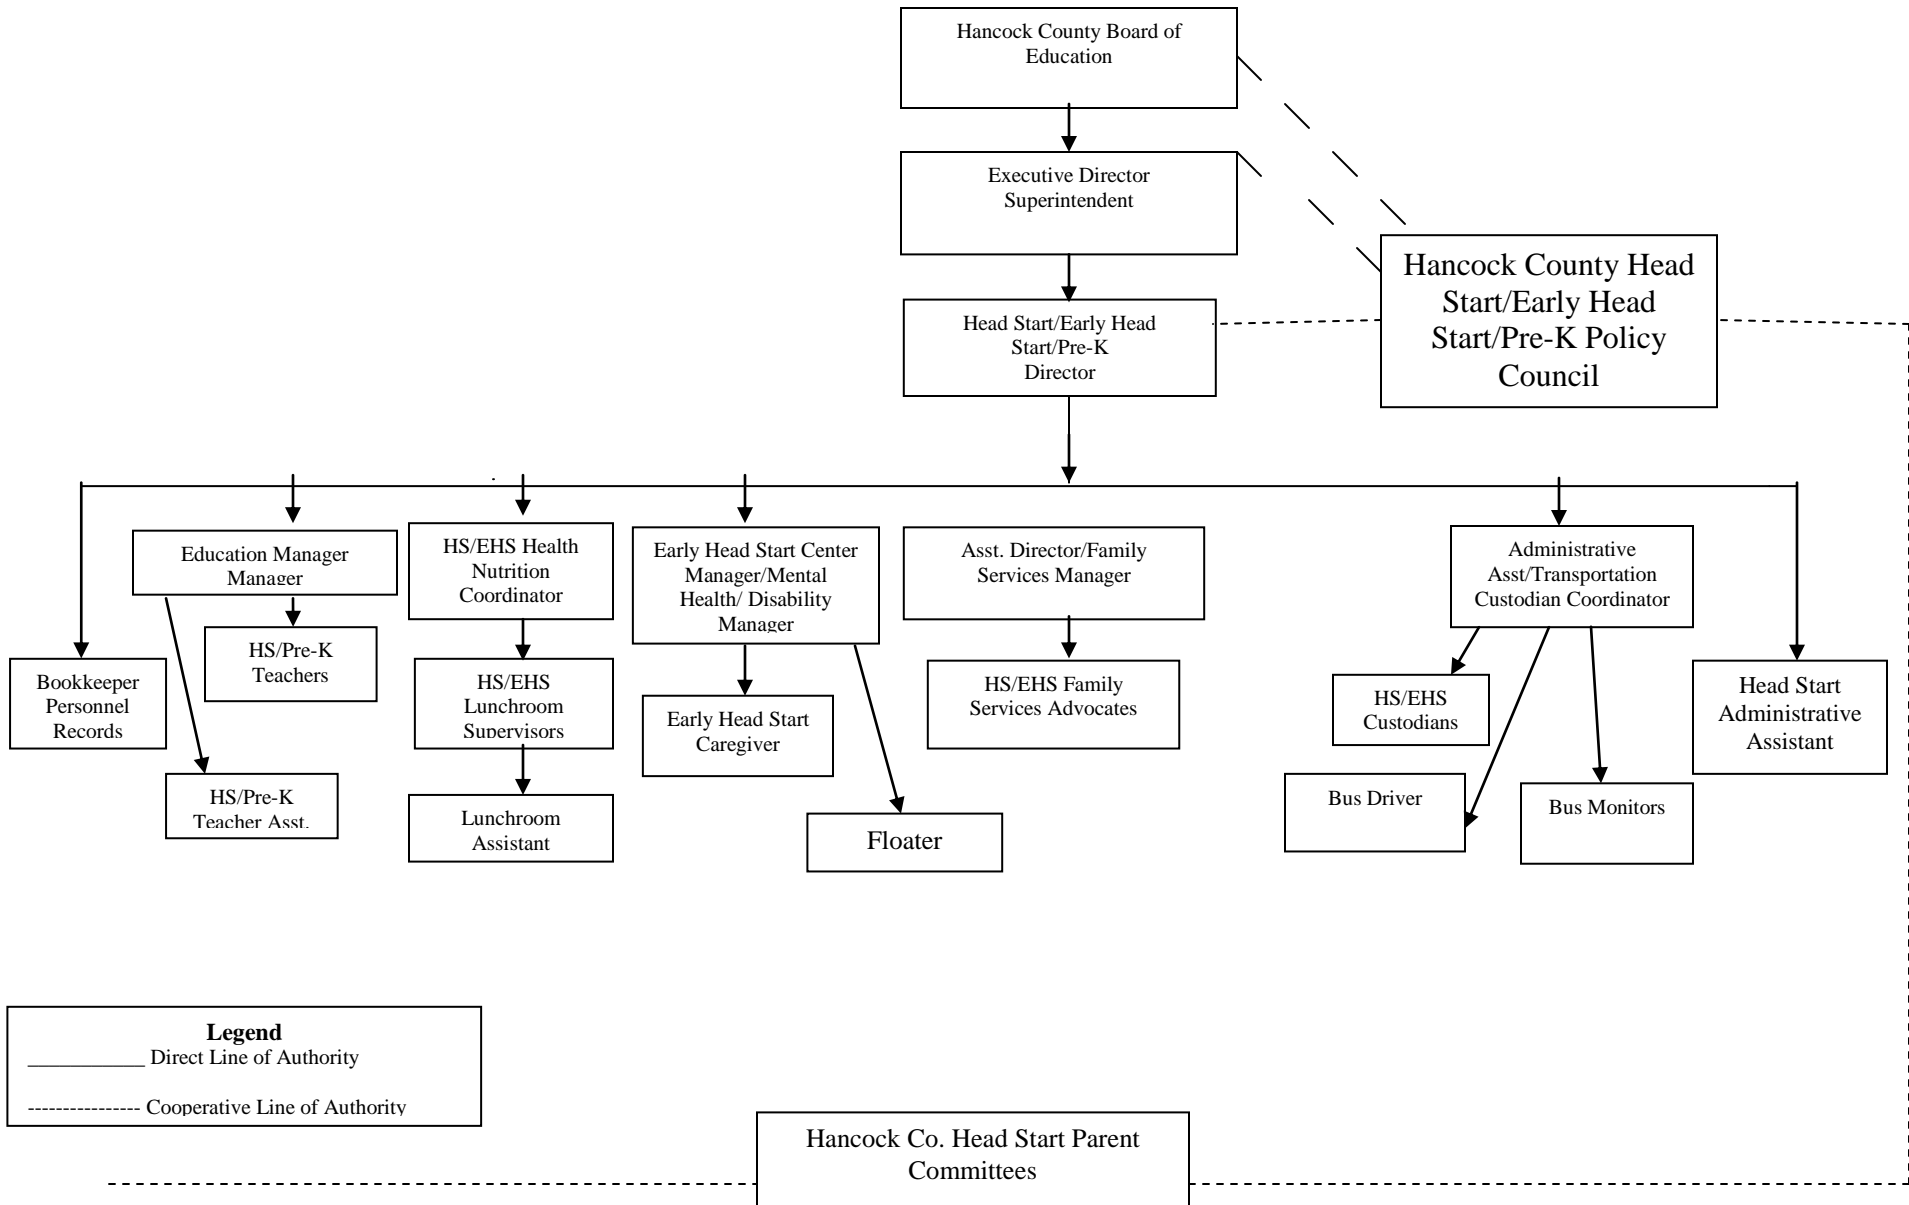 Hancock County Board of
Education
Executive Director
Superintendent
Hancock County Head
Start/Early Head
Start/Pre-K Policy
Council
Head Start/Early Head
Start/Pre-K
Director
Education Manager
Manager
HS/EHS Health
Nutrition
Coordinator
Early Head Start Center
Manager/Mental
Health/ Disability
Manager
Asst. Director/Family
Services Manager
Administrative
Asst/Transportation
Custodian Coordinator
Bookkeeper
Personnel
Records
HS/Pre-K
Teachers
HS/EHS
Lunchroom
Supervisors
Early Head Start
Caregiver
HS/EHS Family
Services Advocates
HS/EHS
Custodians
Head Start
Administrative
Assistant
HS/Pre-K
Teacher Asst.
Lunchroom
Assistant
Floater
Bus Driver
Bus Monitors
Legend
___________ Direct Line of Authority
---------------- Cooperative Line of Authority
Hancock Co. Head Start Parent
Committees